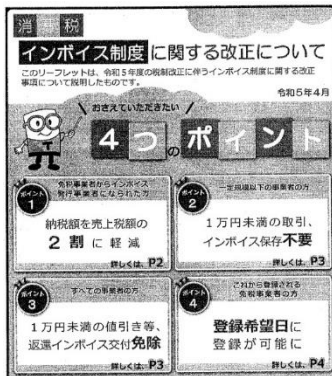 消費税
インボイス制度に関する改正について
このリーフレットは、令和5年度の税制改正に伴うインボイス制度に関する改正
事項について説明したものです。
令和5年4月
おさえていただきたい
4つのポイント
ポイント
1
免税事業者からインボイス
発行事業者になられた方
納税額を売上税額の
2割に軽減
詳しくは、P2
ポイント
2
一定規模以下の事業者の方
1万円未満の取引、
インボイス保存不要
詳しくは、P3
ポイント
3
すべての事業者の方
1万円未満の値引き等、
返還インボイス交付免除
詳しくは、P3
ポイント
4
これから登録される
免税事業者の方
登録希望日に
登録が可能に
詳しくは、P4